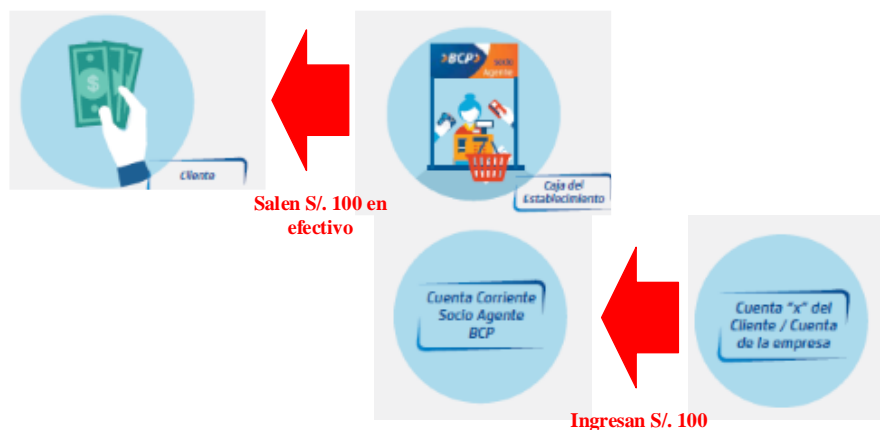 >BCP>
socio
Agente
Cliente
Caja del
Establecimiento
Salen S/. 100 en
efectivo
Cuenta Corriente
Socio Agente
BCP
Cuenta "x" del
Cliente / Cuenta
de la empresa
Ingresan S/. 100